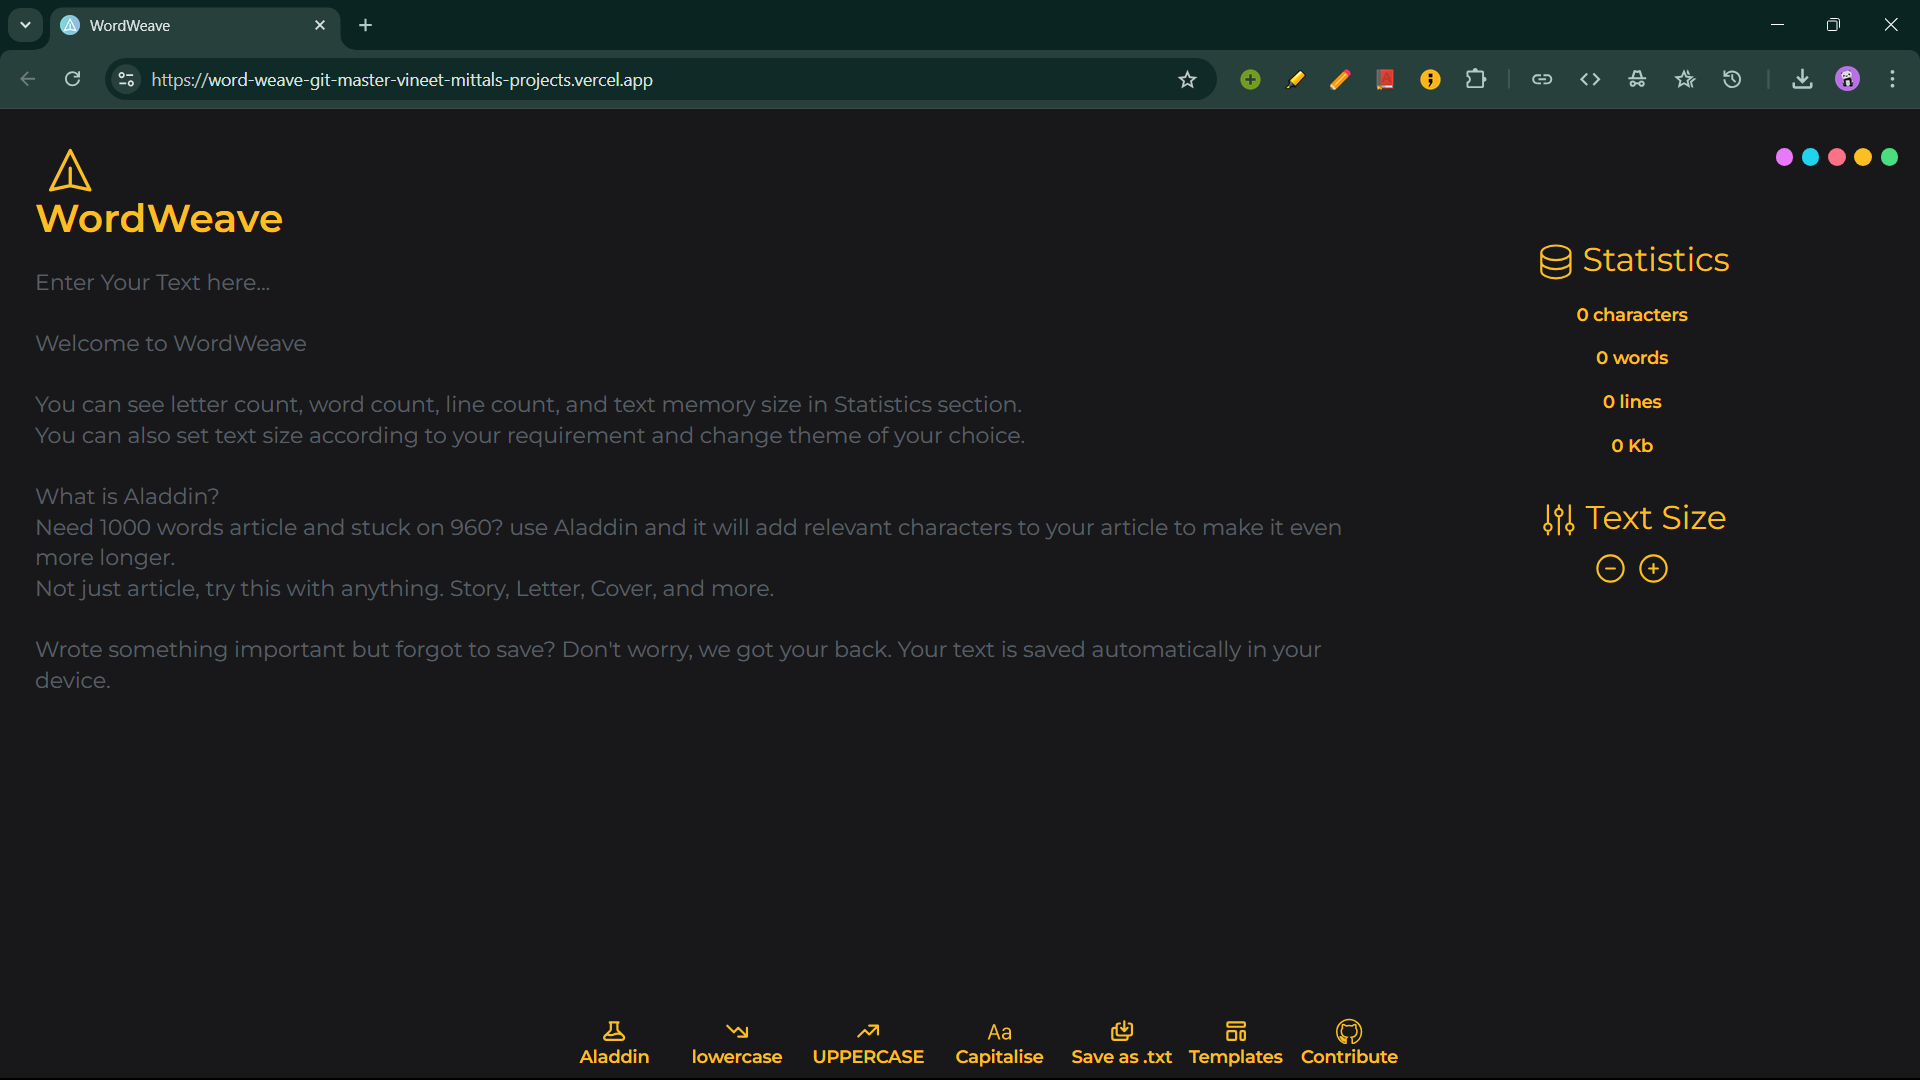 WordWeave
https://word-weave-git-master-vineet-mittals-projects.vercel.app
WordWeave
Enter Your Text here...
Welcome to WordWeave
You can see letter count, word count, line count, and text memory size in Statistics section.
You can also set text size according to your requirement and change theme of your choice.
What is Aladdin?
Need 1000 words article and stuck on 960? use Aladdin and it will add relevant characters to your article to make it even
more longer.
Not just article, try this with anything. Story, Letter, Cover, and more.
Wrote something important but forgot to save? Don't worry, we got your back. Your text is saved automatically in your
device.
Statistics
0 characters
0 words
0 lines
0 Kb
Text Size
Aladdin
lowercase
UPPERCASE
Aa
Capitalise
Save as .txt
Templates
Contribute